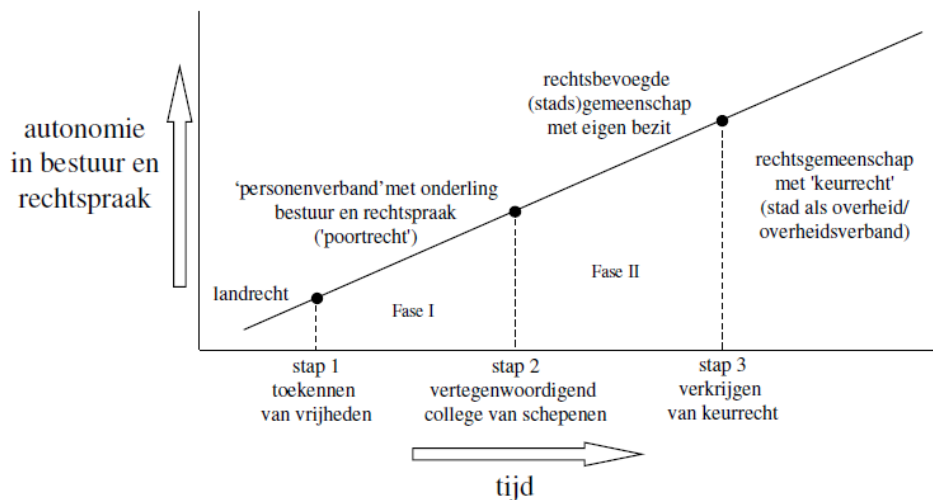 autonomie
in bestuur en
rechtspraak
rechtsbevoegde
(stads)gemeenschap
met eigen bezit
rechtsgemeenschap
met 'keurrecht'
(stad als overheid/
overheidsverband)
‘personenverband’ met onderling
bestuur en rechtspraak
('poortrecht')
landrecht
Fase I
Fase II
stap 1
toekennen
van vrijheden
stap 2
vertegenwoordigend
college van schepenen
stap 3
verkrijgen
van keurrecht
tijd